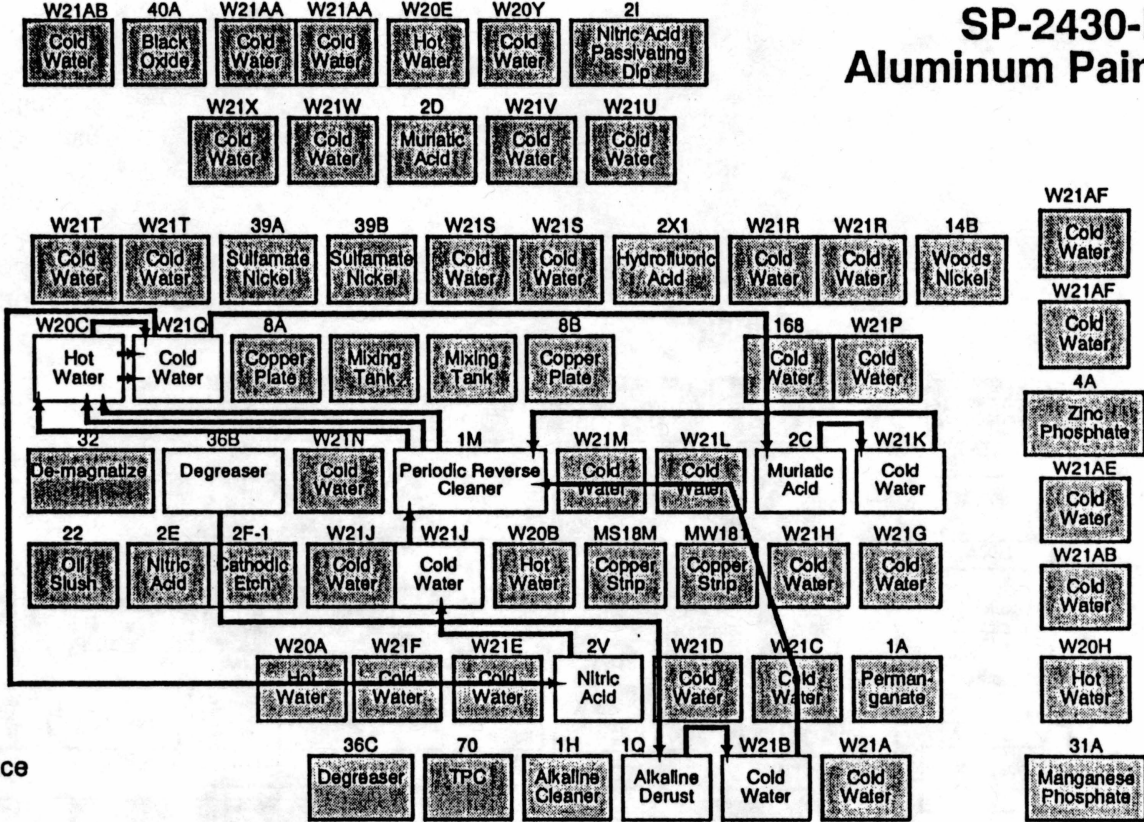 SP-2430-
Aluminum Pain
W21AB 40A W21AA W21AA W20E W20Y 2I
Cold Water
Black Oxide
Cold Water
Cold Water
Hot Water
Cold Water
Nitric Acid Passivating Dip
W21X W21W 2D W21V W21U
Cold Water
Cold Water
Muriatic Acid
Cold Water
Cold Water
W21T W21T 39A 39B W21S W21S 2X1 W21R W21R 14B
Cold Water
Cold Water
Sulfamate Nickel
Sulfamate Nickel
Cold Water
Cold Water
Hydrofluoric Acid
Cold Water
Cold Water
Woods Nickel
W21AF
Cold Water
W21AF
Cold Water
W20C W21Q 8A 8B 168 W21P
Hot Water
Cold Water
Copper Plate
Mixing Tank
Mixing Tank
Copper Plate
Cold Water
Cold Water
4A
Zinc Phosphate
32 36B W21N 1M W21M W21L 2C W21K
De-magnatize
Degreaser
Cold Water
Periodic Reverse Cleaner
Cold Water
Cold Water
Muriatic Acid
Cold Water
W21AE
Cold Water
22 2E 2F-1 W21J W21J W20B MS18M MW181 W21H W21G
Oil Slush
Nitric Acid
Cathodic Etch
Cold Water
Cold Water
Hot Water
Copper Strip
Copper Strip
Cold Water
Cold Water
W21AB
Cold Water
W20A W21F W21E 2V W21D W21C 1A
Hot Water
Cold Water
Cold Water
Nitric Acid
Cold Water
Cold Water
Perman-
ganate
W20H
Hot Water
36C 70 1H 1Q W21B W21A
Degreaser
TPC
Alkaline Cleaner
Alkaline Derust
Cold Water
Cold Water
31A
Manganese Phosphate
ce